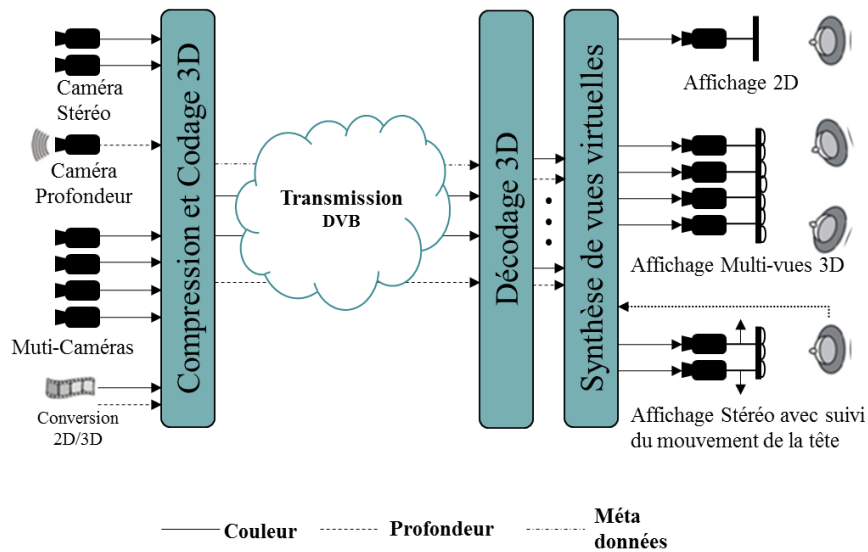 Caméra
Stéréo
Caméra
Profondeur
Muti-Caméras
Conversion
2D/3D
Compression et Codage 3D
Transmission
DVB
Décodage 3D
Synthèse de vues virtuelles
Affichage 2D
Affichage Multi-vues 3D
Affichage Stéréo avec suivi
du mouvement de la tête
Couleur
Profondeur
Méta
données